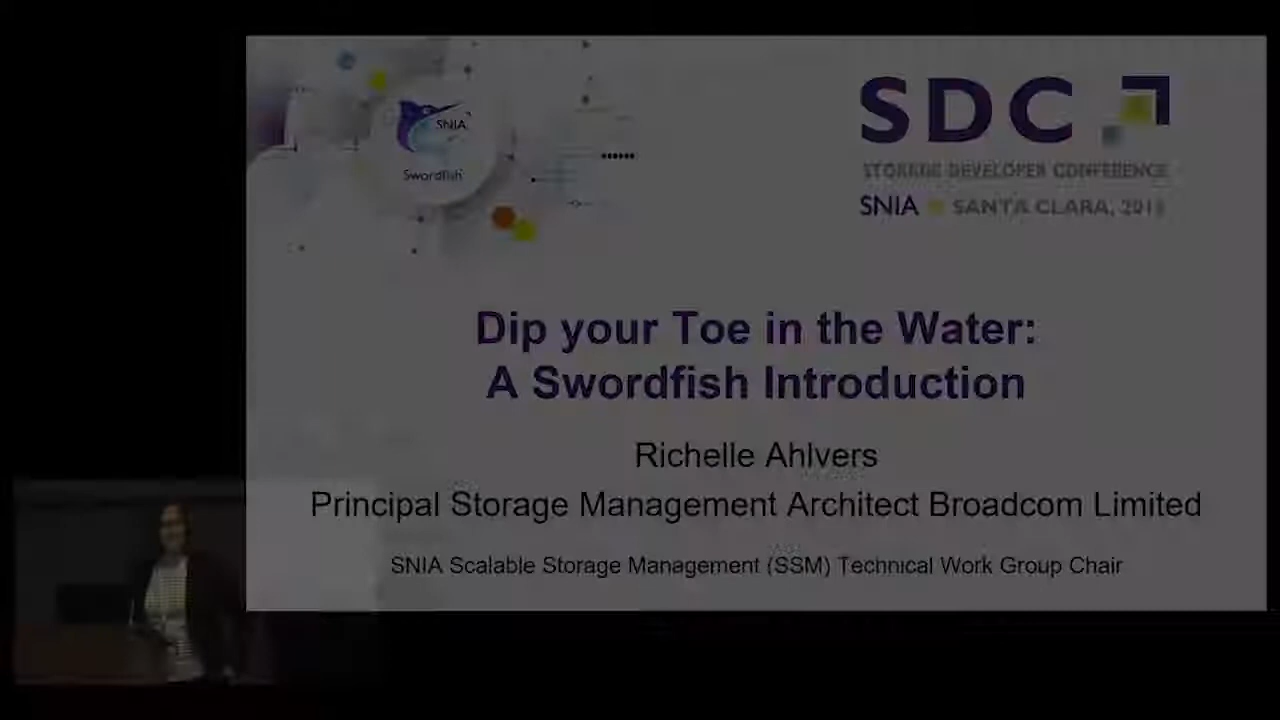 SNIA
Swordfish
SDC
STORAGE DEVELOPER CONFERENCE
SNIA SANTA CLARA,
Dip your Toe in the Water:
A Swordfish Introduction
Richelle Ahlvers
Principal Storage Management Architect Broadcom Limited
SNIA Scalable Storage Management (SSM) Technical Work Group Chair